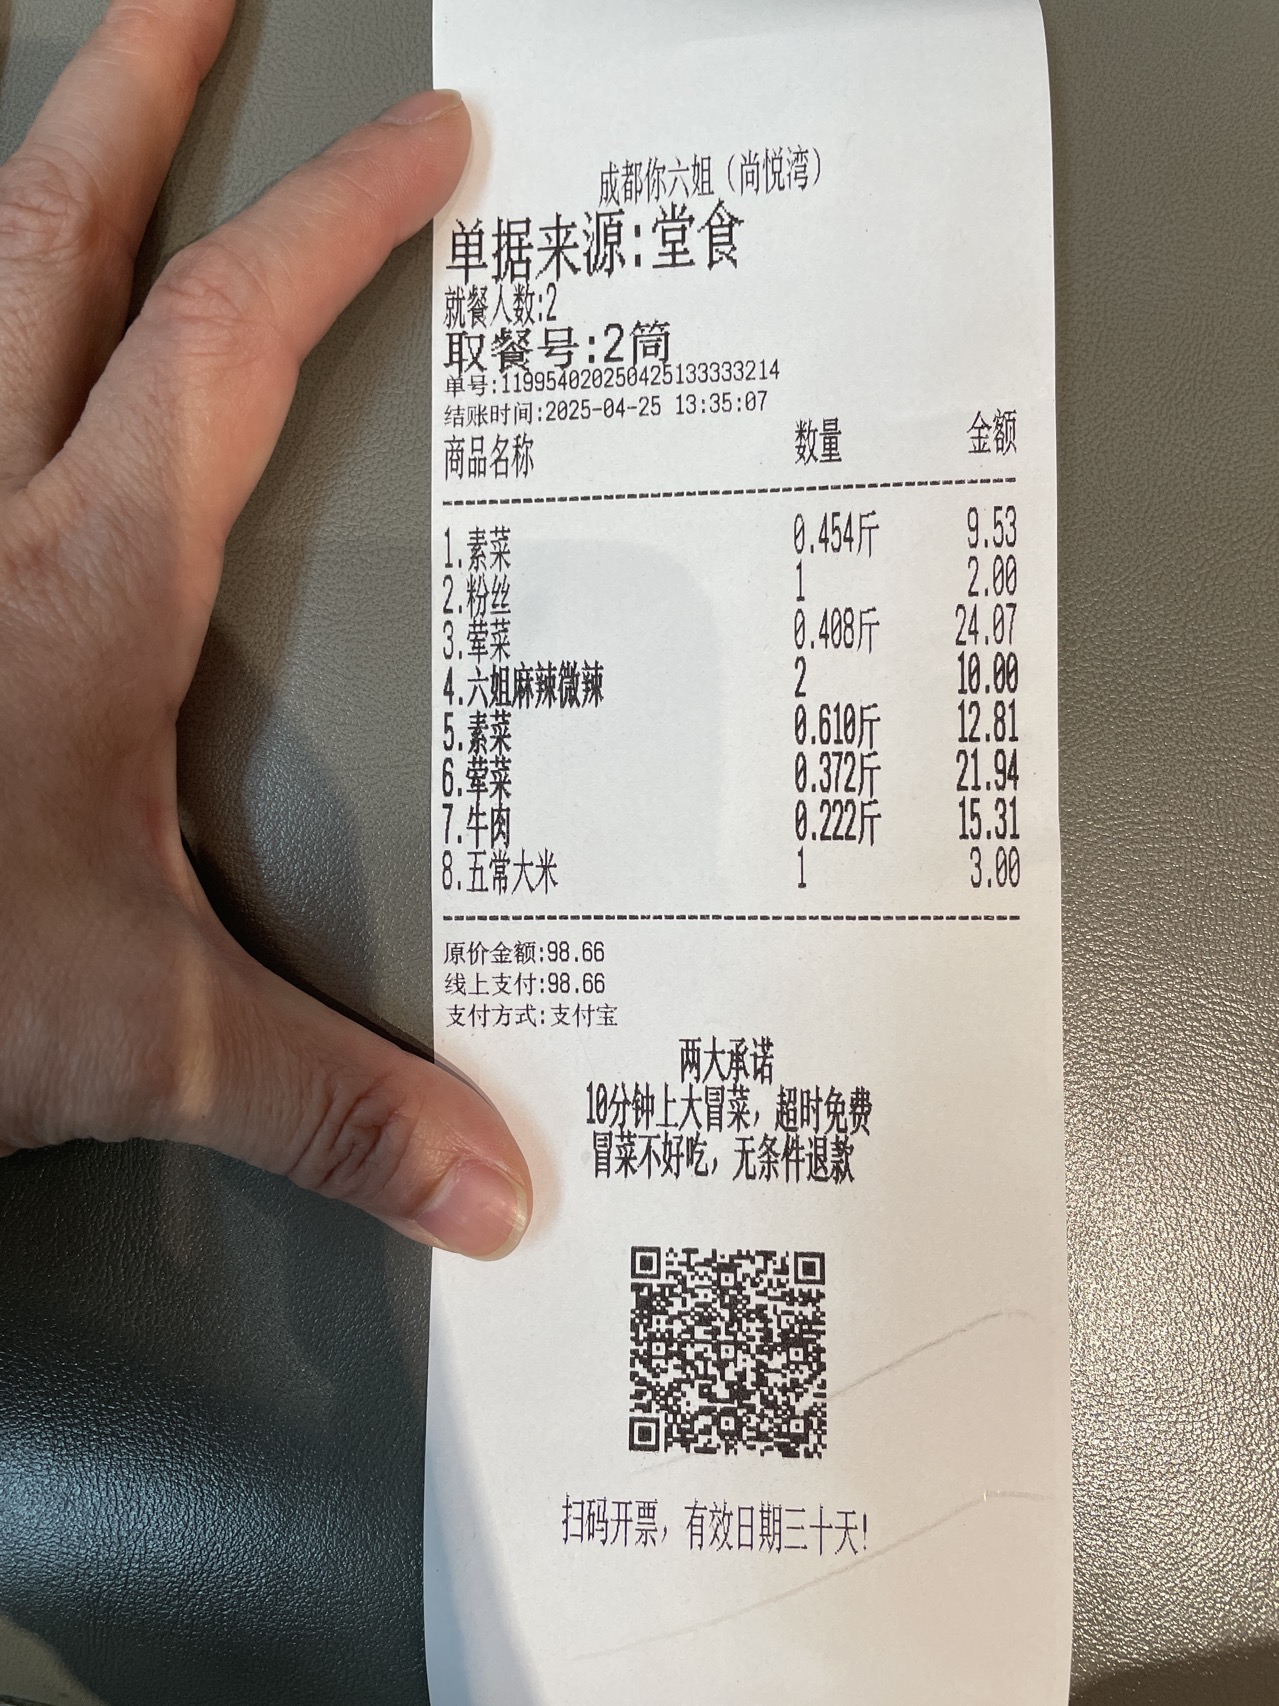 成都你六姐（尚悦湾）
单据来源:堂食
就餐人数:2
取餐号:2筒
单号:119954020250425133333214
结账时间:2025-04-25 13:35:07
商品名称 数量 金额
1.素菜 0.454斤 9.53
2.粉丝 1 2.00
3.荤菜 0.408斤 24.07
4.六姐麻辣微辣 2 10.00
5.素菜 0.610斤 12.81
6.荤菜 0.372斤 21.94
7.牛肉 0.222斤 15.31
8.五常大米 1 3.00
原价金额:98.66
线上支付:98.66
支付方式:支付宝
两大承诺
10分钟上大冒菜，超时免费
冒菜不好吃，无条件退款
扫码开票，有效日期三十天!